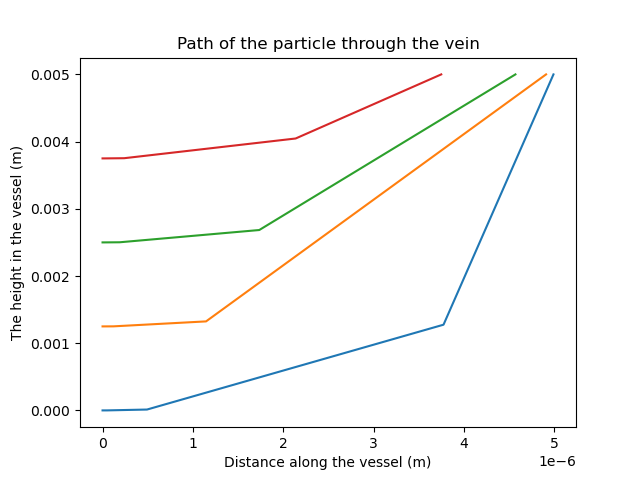 Path of the particle through the vein
0.005
0.004
0.003
0.002
0.001
0.000
The height in the vessel (m)
0 1 2 3 4 5
1e−6
Distance along the vessel (m)